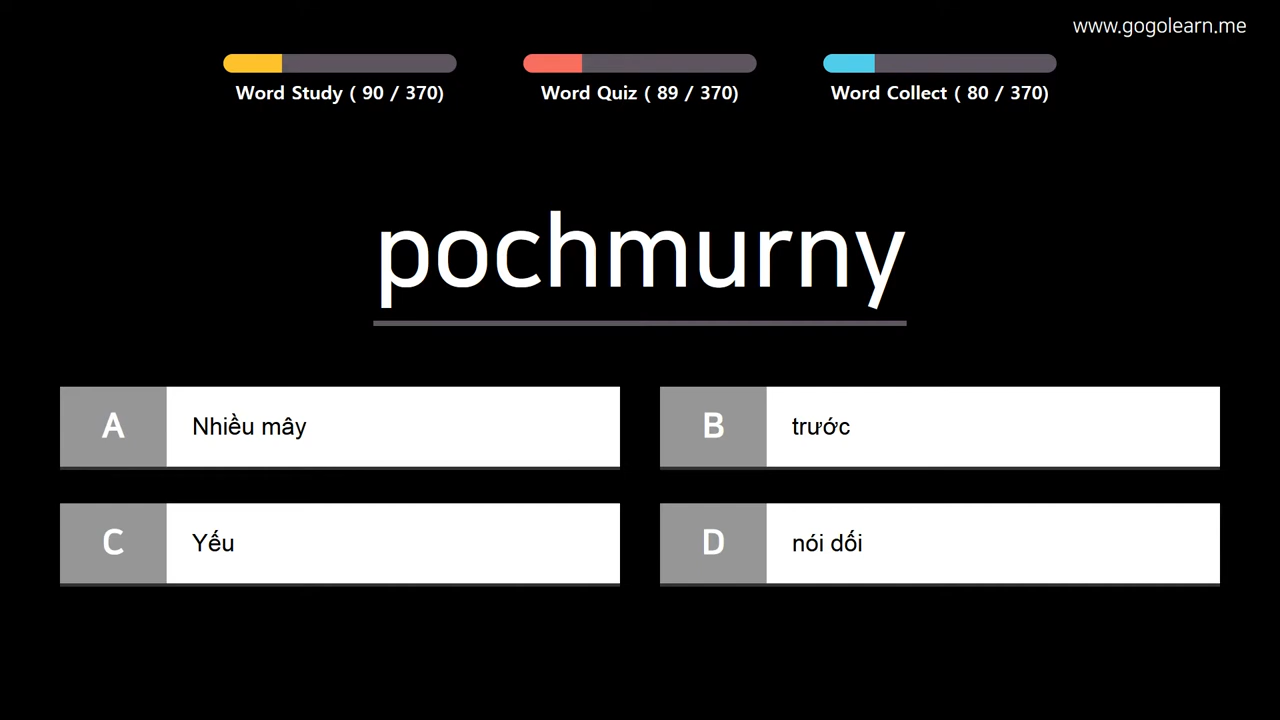 www.gogolearn.me
Word Study ( 90 / 370)
Word Quiz ( 89 / 370)
Word Collect ( 80 / 370)
pochmurny
A
Nhiều mây
B
trước
C
Yếu
D
nói dối